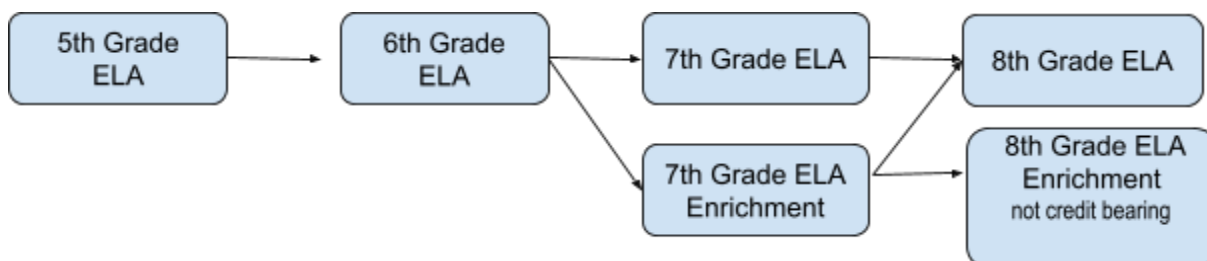 5th Grade
ELA
6th Grade
ELA
7th Grade ELA
8th Grade ELA
7th Grade ELA
Enrichment
8th Grade ELA
Enrichment
not credit bearing